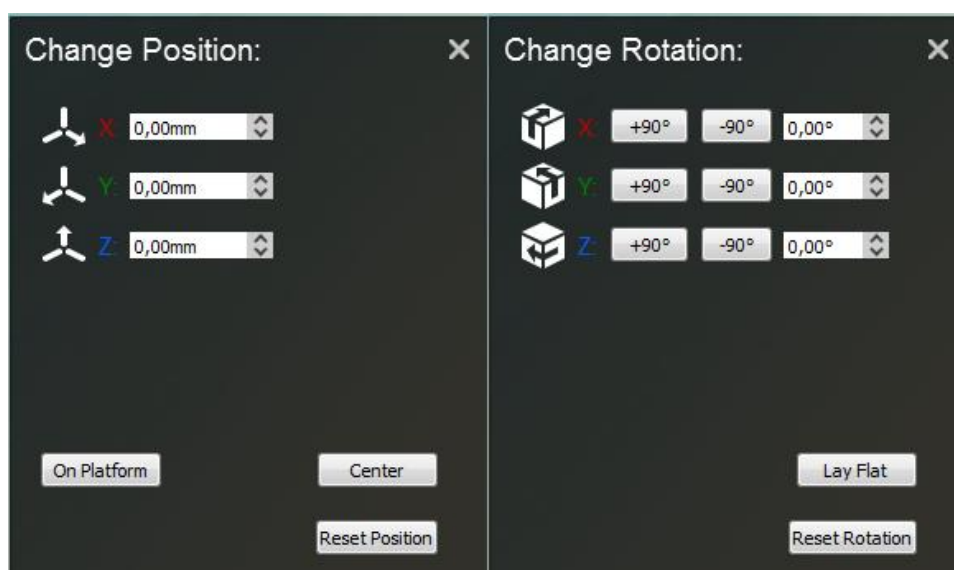 Change Position:
X: 0,00mm
Y: 0,00mm
Z: 0,00mm
On Platform Center
Reset Position
Change Rotation:
X: +90° -90° 0,00°
Y: +90° -90° 0,00°
Z: +90° -90° 0,00°
Lay Flat
Reset Rotation